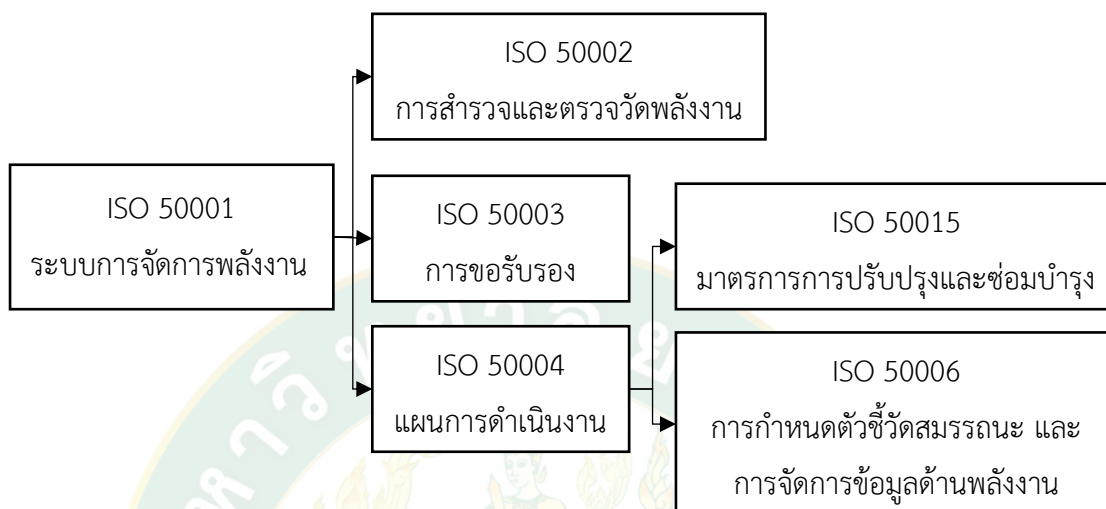 ISO 50002
การสำรวจและตรวจวัดพลังงาน
ISO 50001
ระบบการจัดการพลังงาน
ISO 50003
การขอรับรอง
ISO 50015
มาตรการการปรับปรุงและซ่อมบำรุง
ISO 50004
แผนการดำเนินงาน
ISO 50006
การกำหนดตัวชี้วัดสมรรถนะ และ
การจัดการข้อมูลด้านพลังงาน